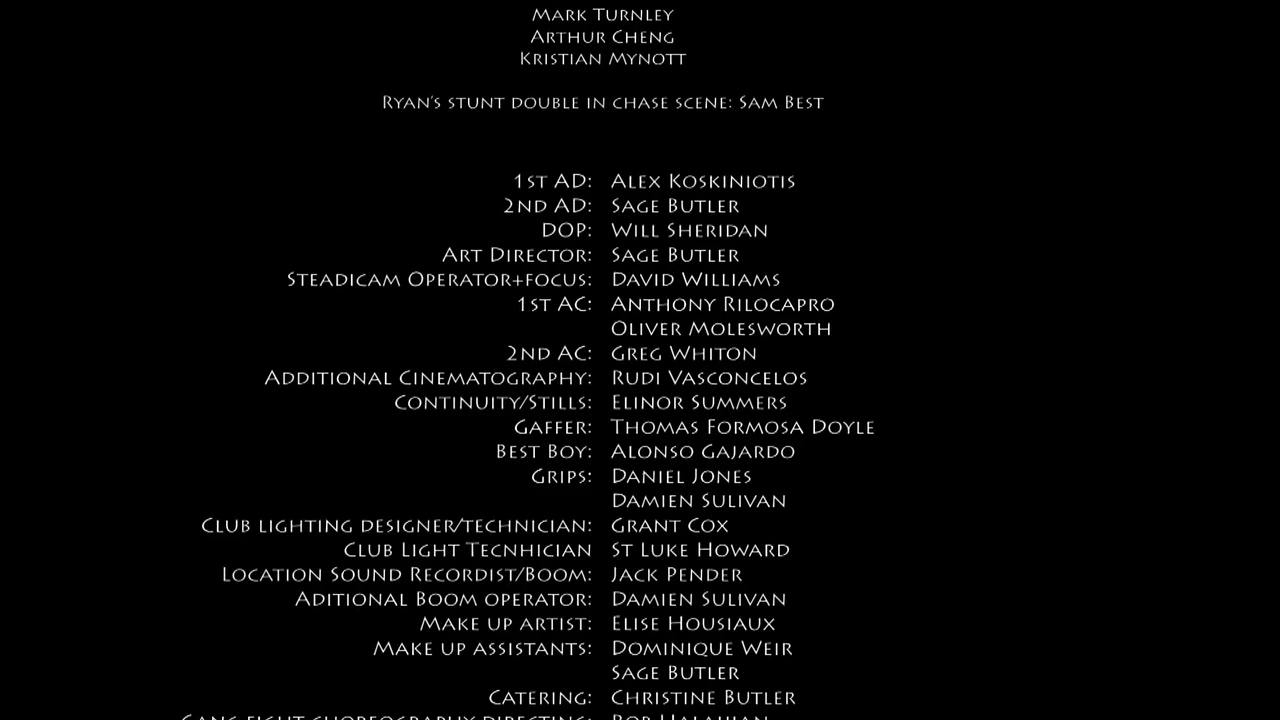 Mark Turnley
Arthur Cheng
Kristian Mynott
Ryan's stunt double in chase scene: Sam Best
1st AD: Alex Koskiniotis
2nd AD: Sage Butler
DOP: Will Sheridan
Art Director: Sage Butler
Steadicam Operator+focus: David Williams
1st AC: Anthony Rilocapro
Oliver Molesworth
2nd AC: Greg Whiton
Additional Cinematography: Rudi Vasconcelos
Continuity/Stills: Elinor Summers
Gaffer: Thomas Formosa Doyle
Best Boy: Alonso Gajardo
Grips: Daniel Jones
Damien Sulivan
Club lighting designer/technician: Grant Cox
Club Light Tecnhician St Luke Howard
Location Sound Recordist/Boom: Jack Pender
Aditional Boom operator: Damien Sulivan
Make up artist: Elise Housiaux
Make up assistants: Dominique Weir
Sage Butler
Catering: Christine Butler
Gang fight choreography directing: